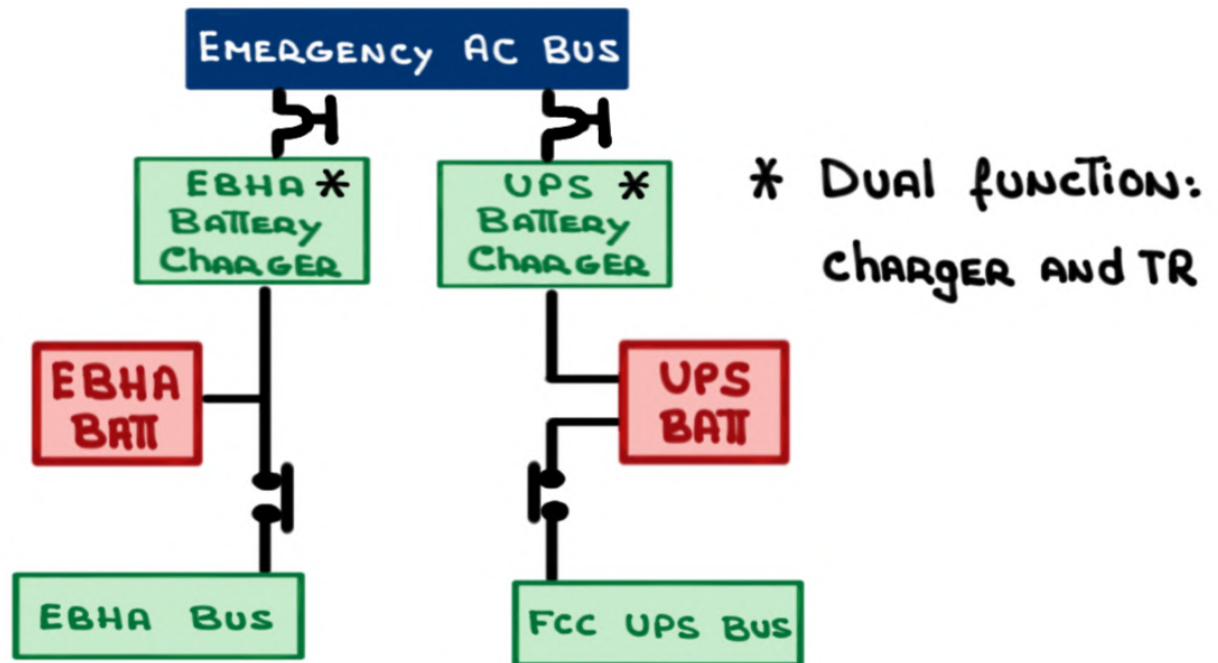 EMERGENCY AC BUS
EBHA *
BATTERY
CHARGER
UPS *
BATTERY
CHARGER
* DUAL FUNCTION:
CHARGER AND TR
EBHA
BATT
UPS
BATT
EBHA BUS
FCC UPS BUS